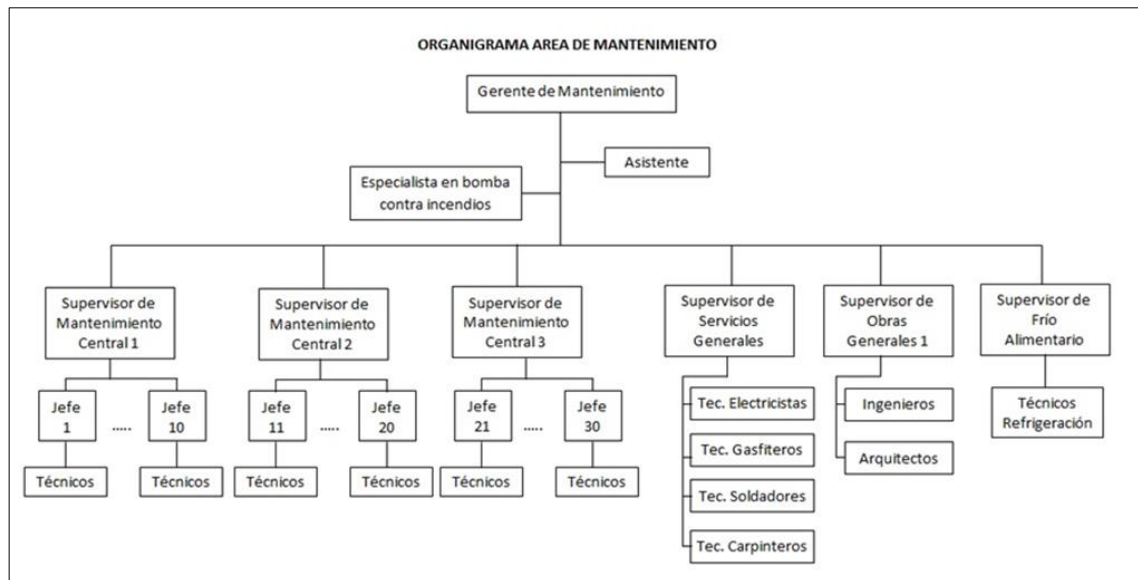 ORGANIGRAMA AREA DE MANTENIMIENTO
Gerente de Mantenimiento
Asistente
Especialista en bomba
contra incendios
Supervisor de
Mantenimiento
Central 1
Supervisor de
Mantenimiento
Central 2
Supervisor de
Mantenimiento
Central 3
Supervisor de
Servicios
Generales
Supervisor de
Obras
Generales 1
Supervisor de
Frío
Alimentario
Jefe
1
.....
Jefe
10
Jefe
11
.....
Jefe
20
Jefe
21
.....
Jefe
30
Técnicos
Técnicos
Técnicos
Técnicos
Técnicos
Técnicos
Tec. Electricistas
Tec. Gasfiteros
Tec. Soldadores
Tec. Carpinteros
Ingenieros
Arquitectos
Técnicos
Refrigeración